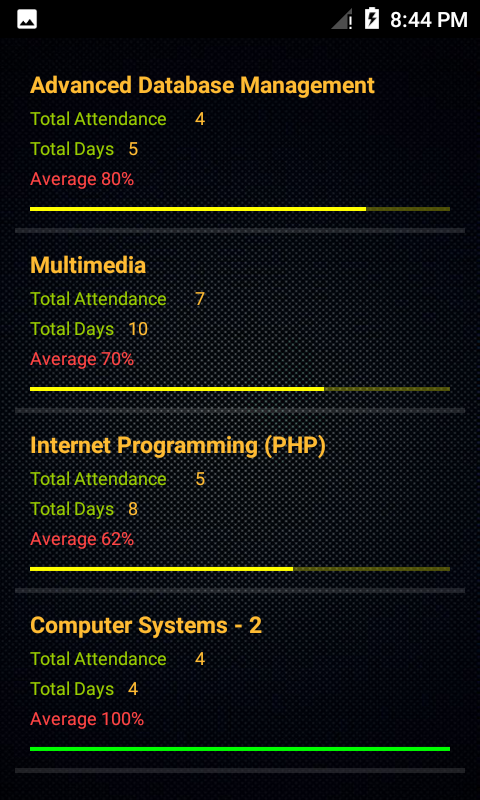 8:44 PM
Advanced Database Management
Total Attendance 4
Total Days 5
Average 80%
Multimedia
Total Attendance 7
Total Days 10
Average 70%
Internet Programming (PHP)
Total Attendance 5
Total Days 8
Average 62%
Computer Systems - 2
Total Attendance 4
Total Days 4
Average 100%